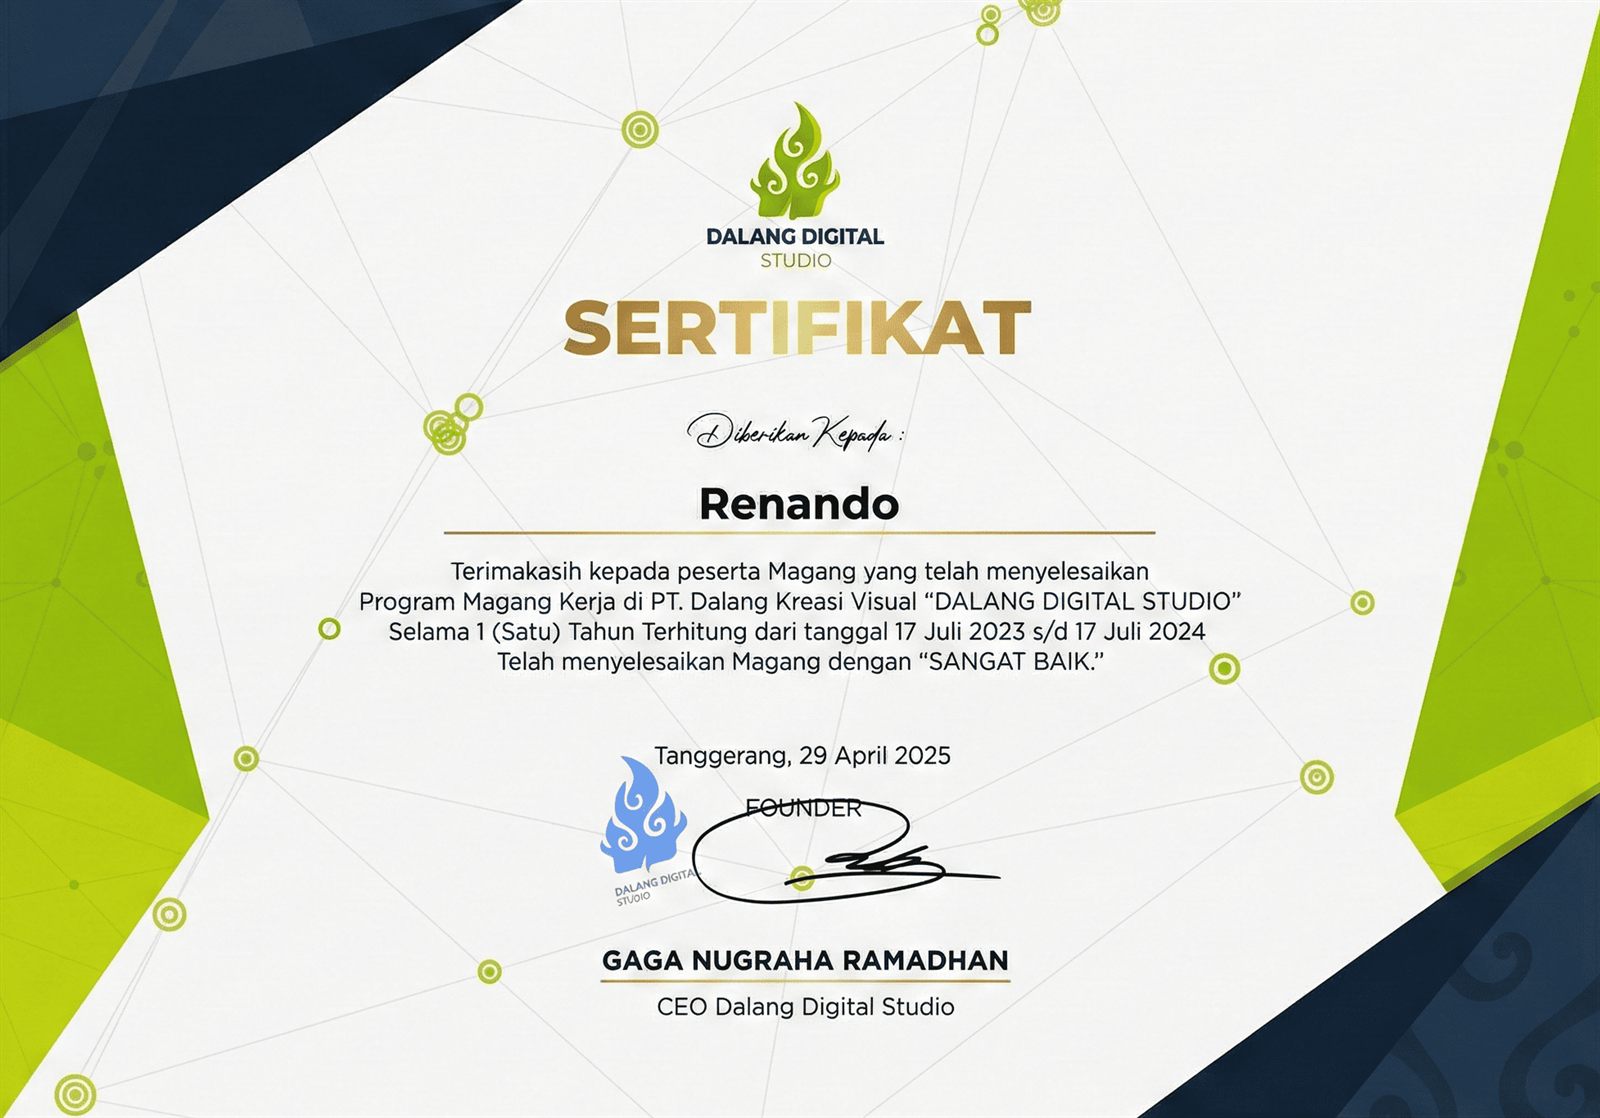 DALANG DIGITAL
STUDIO
SERTIFIKAT
Diberikan Kepada :
Renando
Terimakasih kepada peserta Magang yang telah menyelesaikan
Program Magang Kerja di PT. Dalang Kreasi Visual “DALANG DIGITAL STUDIO”
Selama 1 (Satu) Tahun Terhitung dari tanggal 17 Juli 2023 s/d 17 Juli 2024
Telah menyelesaikan Magang dengan “SANGAT BAIK.”
Tanggerang, 29 April 2025
FOUNDER
DALANG DIGITAL
STUDIO
GAGA NUGRAHA RAMADHAN
CEO Dalang Digital Studio